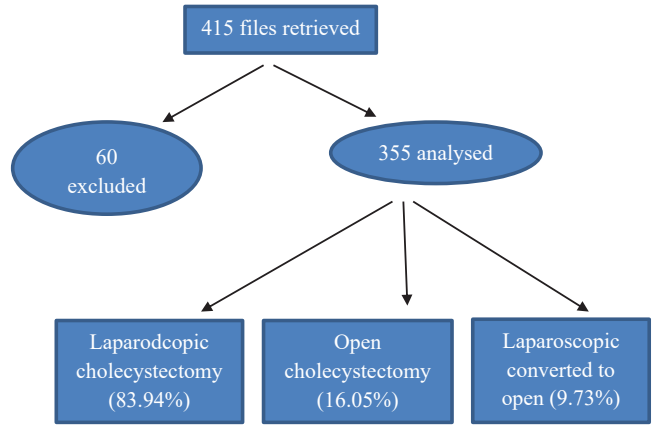 415 files retrieved
60
excluded
355 analysed
Laparodcopic
cholecystectomy
(83.94%)
Open
cholecystectomy
(16.05%)
Laparoscopic
converted to
open (9.73%)